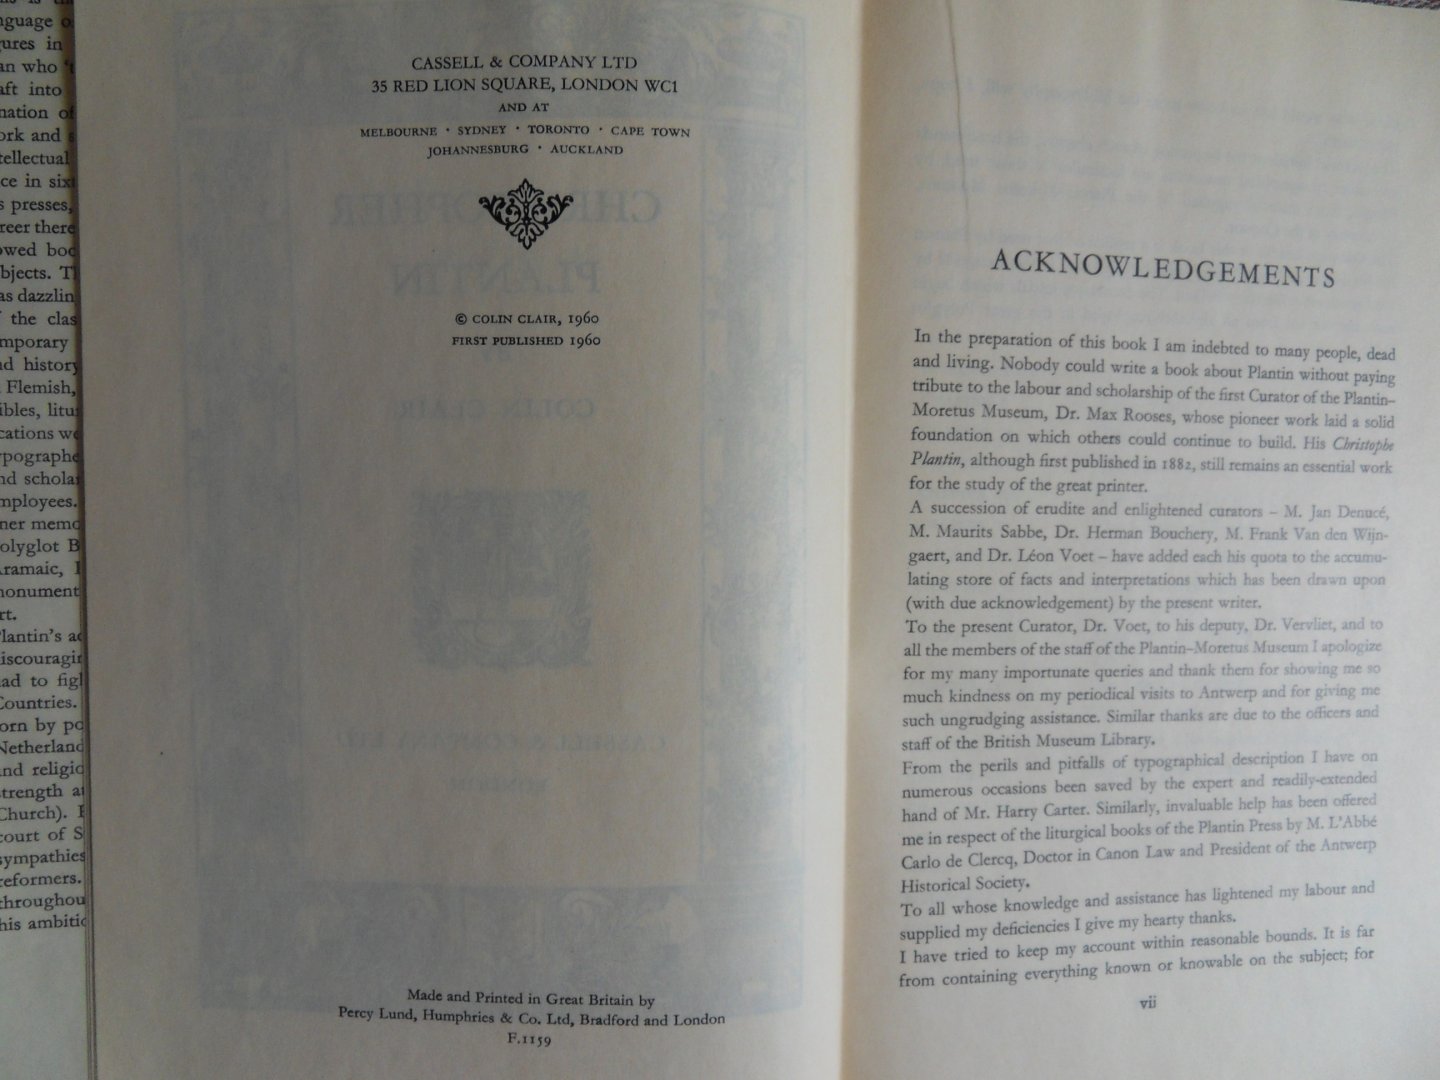 CASSELL & COMPANY LTD
35 RED LION SQUARE, LONDON WC1
AND AT
MELBOURNE · SYDNEY · TORONTO · CAPE TOWN
JOHANNESBURG · AUCKLAND
© COLIN CLAIR, 1960
FIRST PUBLISHED 1960
Made and Printed in Great Britain by
Percy Lund, Humphries & Co. Ltd, Bradford and London
F.1159
ACKNOWLEDGEMENTS
In the preparation of this book I am indebted to many people, dead
and living. Nobody could write a book about Plantin without paying
tribute to the labour and scholarship of the first Curator of the Plantin–
Moretus Museum, Dr. Max Rooses, whose pioneer work laid a solid
foundation on which others could continue to build. His Christophe
Plantin, although first published in 1882, still remains an essential work
for the study of the great printer.
A succession of erudite and enlightened curators – M. Jan Denucé,
M. Maurits Sabbe, Dr. Herman Bouchery, M. Frank Van den Wijn-
gaert, and Dr. Léon Voet – have added each his quota to the accumu-
lating store of facts and interpretations which has been drawn upon
(with due acknowledgement) by the present writer.
To the present Curator, Dr. Voet, to his deputy, Dr. Vervliet, and to
all the members of the staff of the Plantin–Moretus Museum I apologize
for my many importunate queries and thank them for showing me so
much kindness on my periodical visits to Antwerp and for giving me
such ungrudging assistance. Similar thanks are due to the officers and
staff of the British Museum Library.
From the perils and pitfalls of typographical description I have on
numerous occasions been saved by the expert and readily-extended
hand of Mr. Harry Carter. Similarly, invaluable help has been offered
me in respect of the liturgical books of the Plantin Press by M. L'Abbé
Carlo de Clercq, Doctor in Canon Law and President of the Antwerp
Historical Society.
To all whose knowledge and assistance has lightened my labour and
supplied my deficiencies I give my hearty thanks.
I have tried to keep my account within reasonable bounds. It is far
from containing everything known or knowable on the subject; for
vii